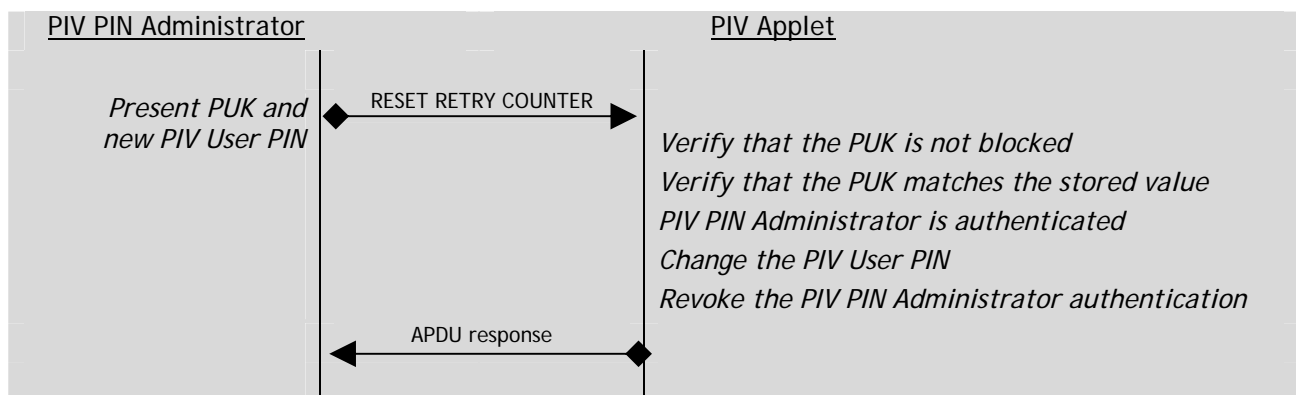 PIV PIN Administrator
PIV Applet
Present PUK and
new PIV User PIN
RESET RETRY COUNTER
Verify that the PUK is not blocked
Verify that the PUK matches the stored value
PIV PIN Administrator is authenticated
Change the PIV User PIN
Revoke the PIV PIN Administrator authentication
APDU response